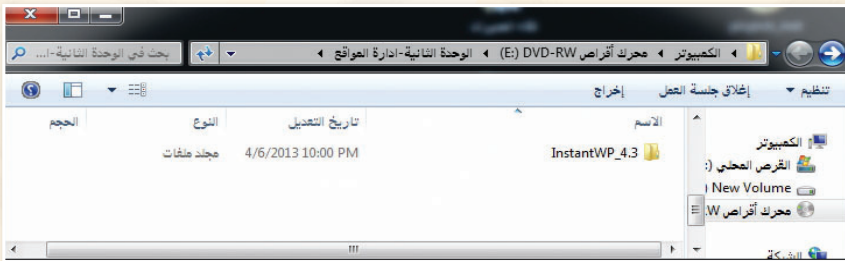 الكمبيوتر ◄ محرك أقراص DVD-RW (E:) ◄ الوحدة الثانية-ادارة المواقع ◄
بحث في الوحدة الثانية-ا...
تنظيم ▼ إغلاق جلسة العمل إخراج
الاسم تاريخ التعديل النوع الحجم
InstantWP_4.3 4/6/2013 10:00 PM مجلد ملفات
الكمبيوتر
القرص المحلي (:
New Volume (
محرك أقراص RW
الشبكة